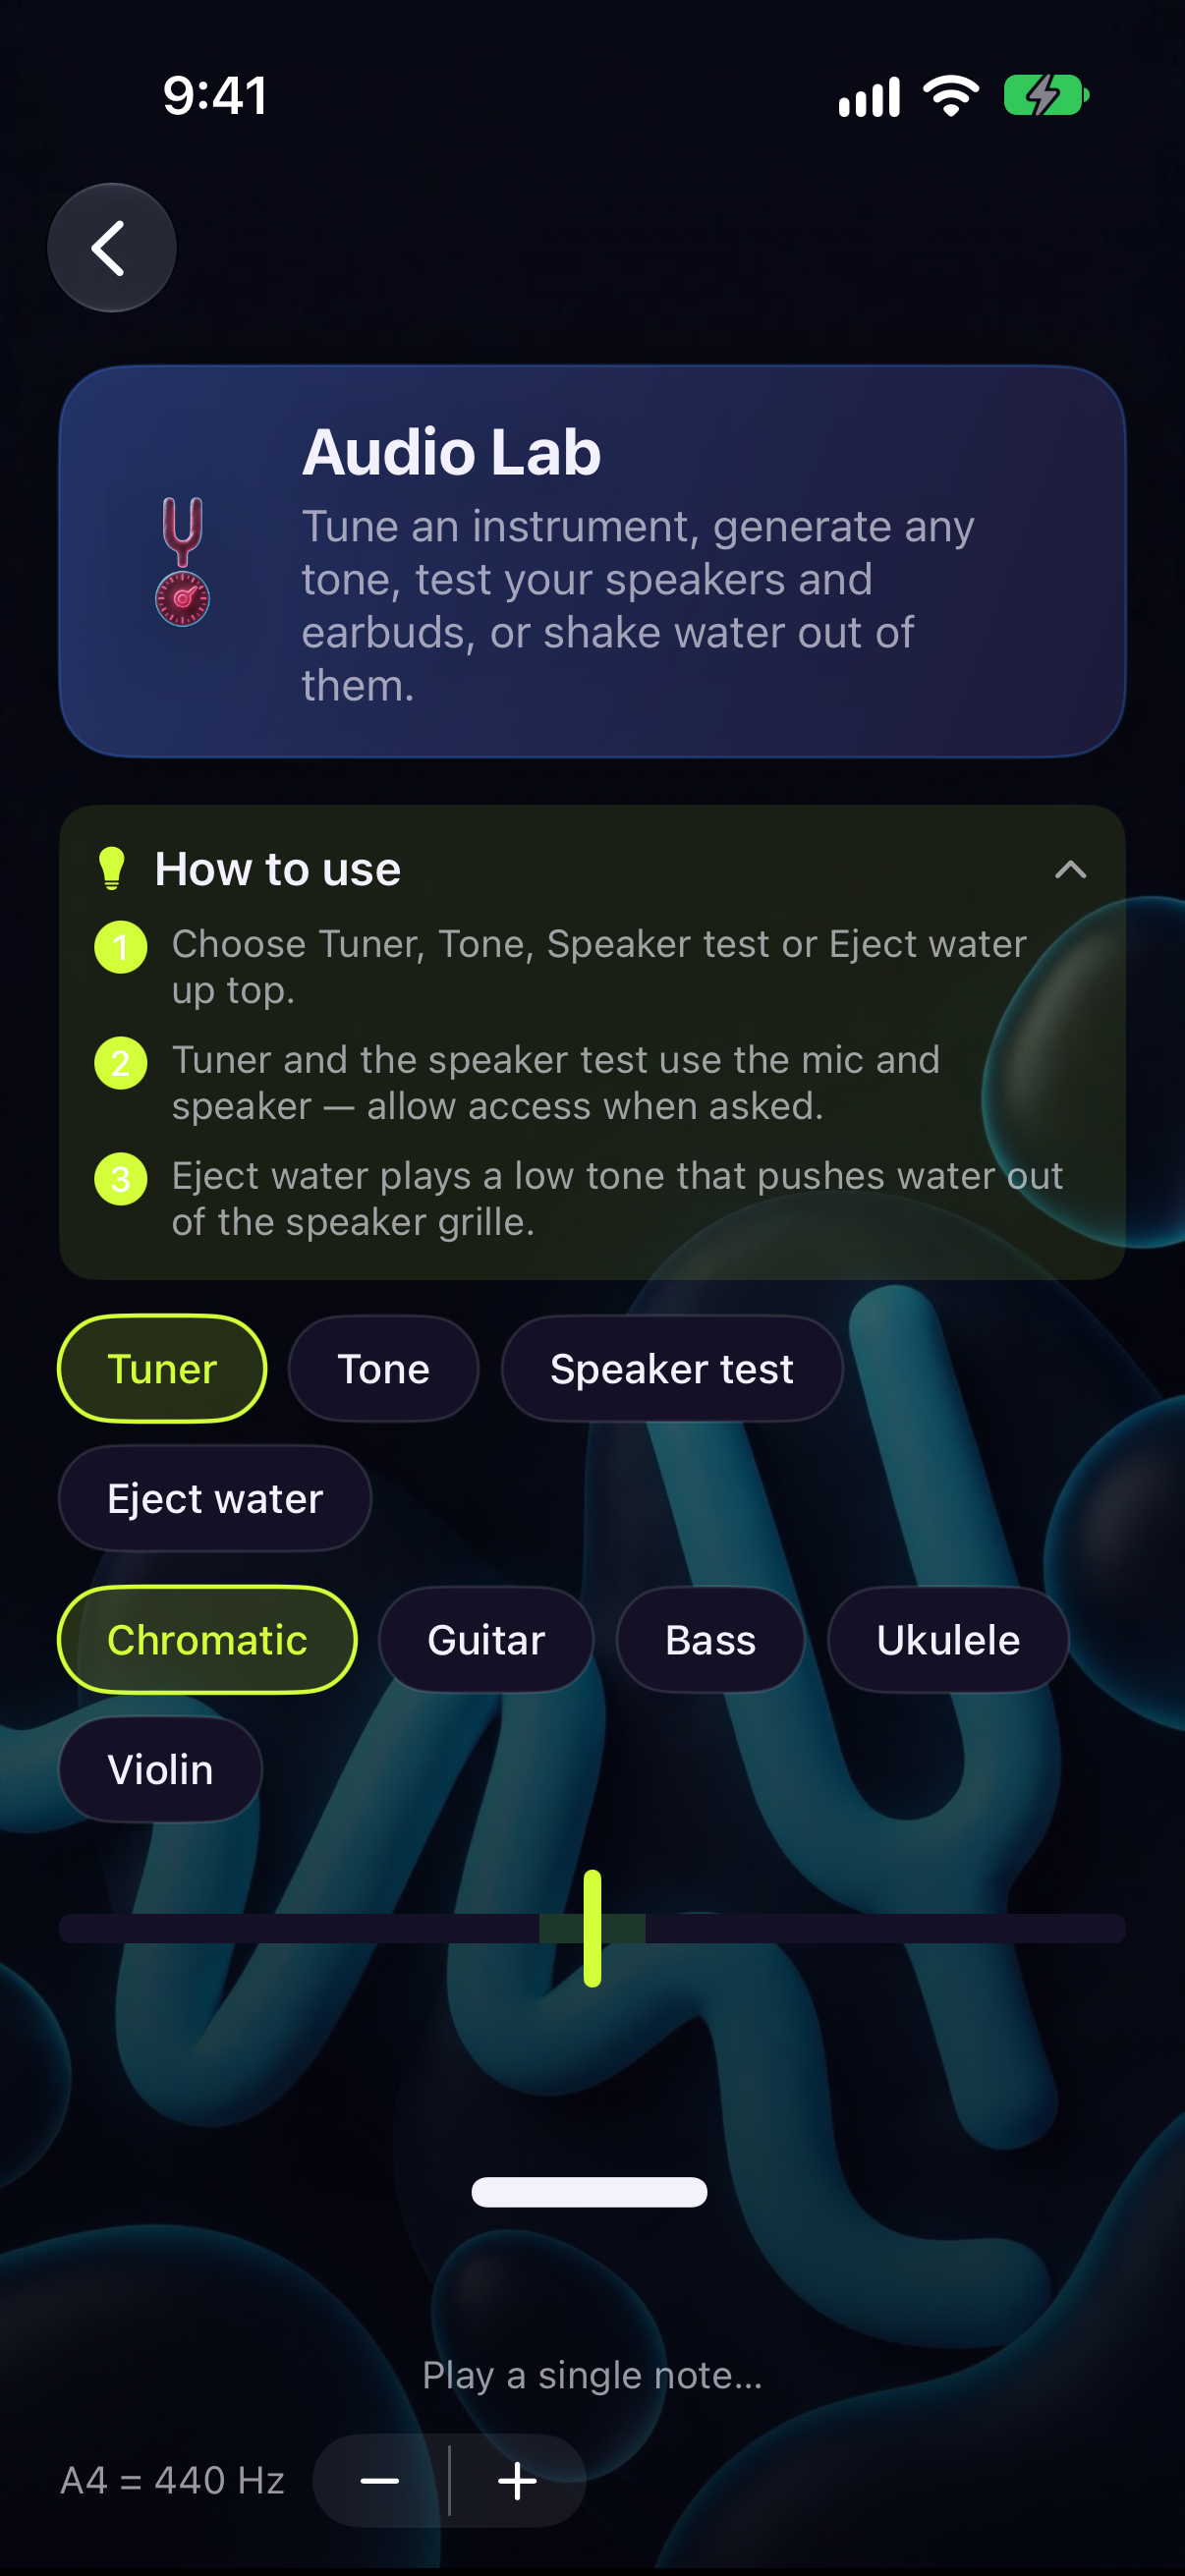 9:41
Audio Lab
Tune an instrument, generate any
tone, test your speakers and
earbuds, or shake water out of
them.
How to use
1 Choose Tuner, Tone, Speaker test or Eject water
up top.
2 Tuner and the speaker test use the mic and
speaker — allow access when asked.
3 Eject water plays a low tone that pushes water out
of the speaker grille.
Tuner Tone Speaker test
Eject water
Chromatic Guitar Bass Ukulele
Violin
Play a single note...
A4 = 440 Hz − +